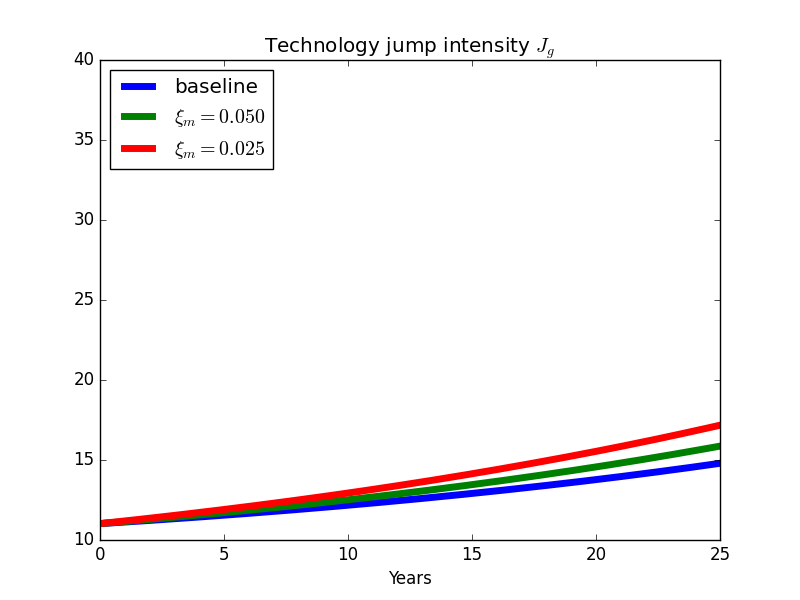 Technology jump intensity $J_g$
40
35
30
25
20
15
10
baseline
$\xi_m = 0.050$
$\xi_m = 0.025$
0 5 10 15 20 25
Years